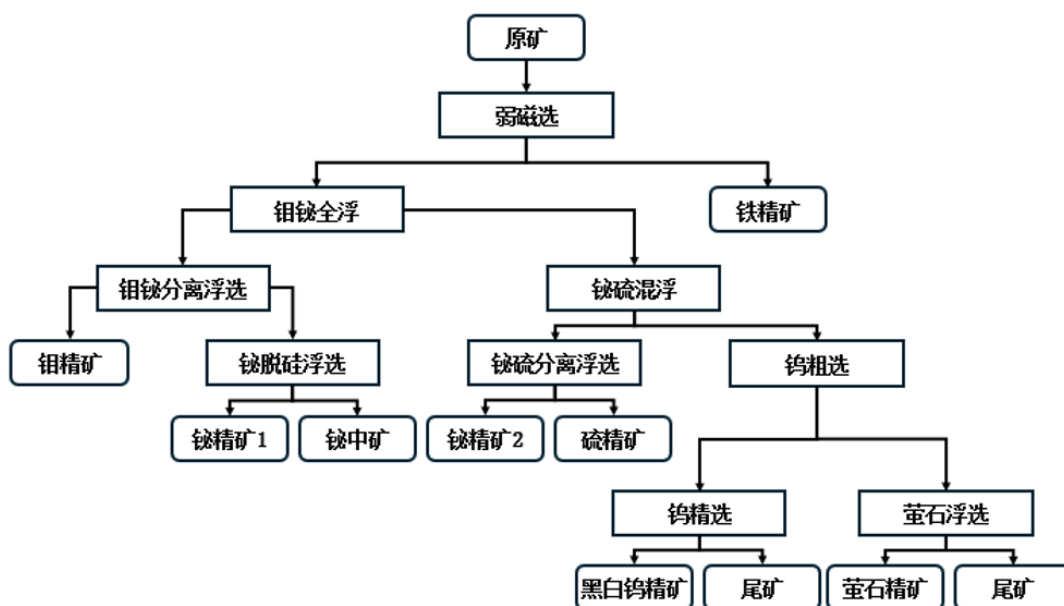 原矿
弱磁选
钼铋全浮
铁精矿
钼铋分离浮选
铋硫混浮
钼精矿
铋脱硅浮选
铋硫分离浮选
钨粗选
铋精矿1
铋中矿
铋精矿2
硫精矿
钨精选
萤石浮选
黑白钨精矿
尾矿
萤石精矿
尾矿